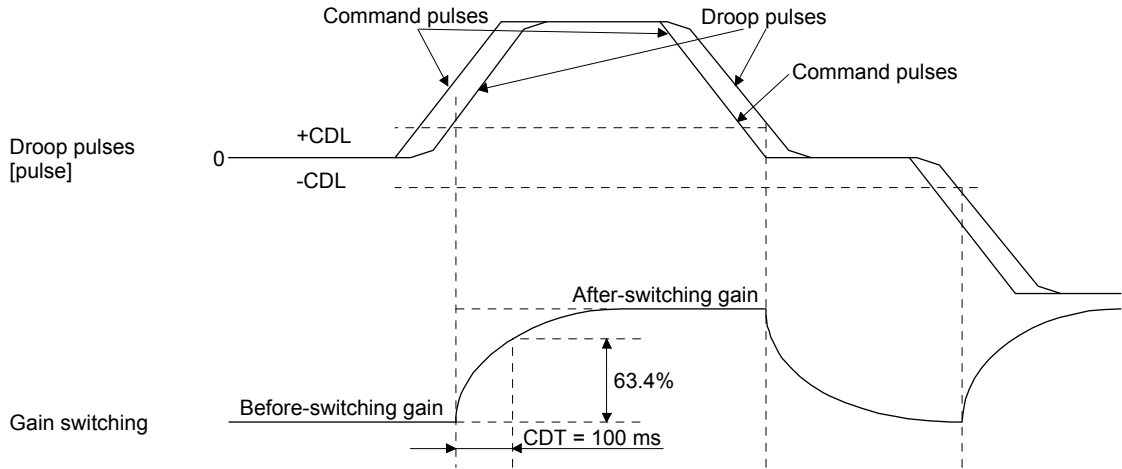 Command pulses
Droop pulses
Command pulses
+CDL
Droop pulses
[pulse]
0
-CDL
After-switching gain
63.4%
Before-switching gain
Gain switching
CDT = 100 ms